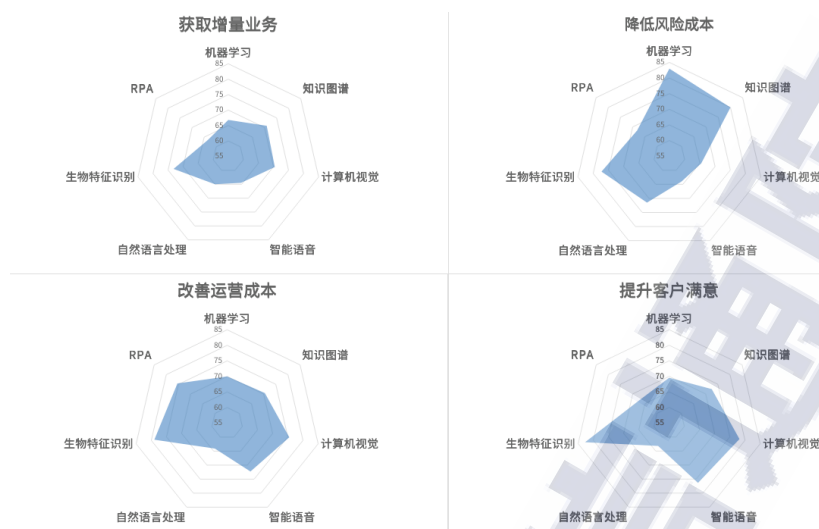 获取增量业务
机器学习
85
80
75
70
65
60
55
RPA
知识图谱
生物特征识别
计算机视觉
自然语言处理
智能语音
降低风险成本
机器学习
85
80
75
70
65
60
55
RPA
知识图谱
生物特征识别
计算机视觉
自然语言处理
智能语音
改善运营成本
机器学习
85
80
75
70
65
60
55
RPA
知识图谱
生物特征识别
计算机视觉
自然语言处理
智能语音
提升客户满意
机器学习
85
80
75
70
65
60
55
RPA
知识图谱
生物特征识别
计算机视觉
自然语言处理
智能语音